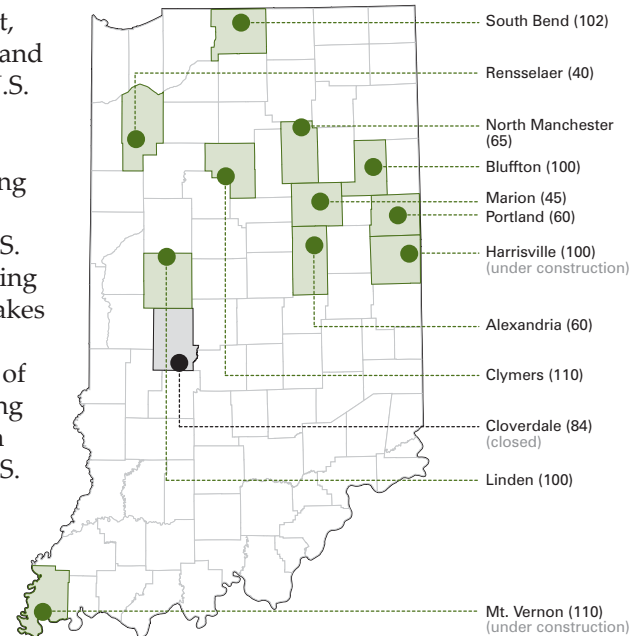 t,
and
J.S.
ing
S.
ing
akes
of
ng
n
S.
South Bend (102)
Rensselaer (40)
North Manchester
(65)
Bluffton (100)
Marion (45)
Portland (60)
Harrisville (100)
(under construction)
Alexandria (60)
Clymers (110)
Cloverdale (84)
(closed)
Linden (100)
Mt. Vernon (110)
(under construction)